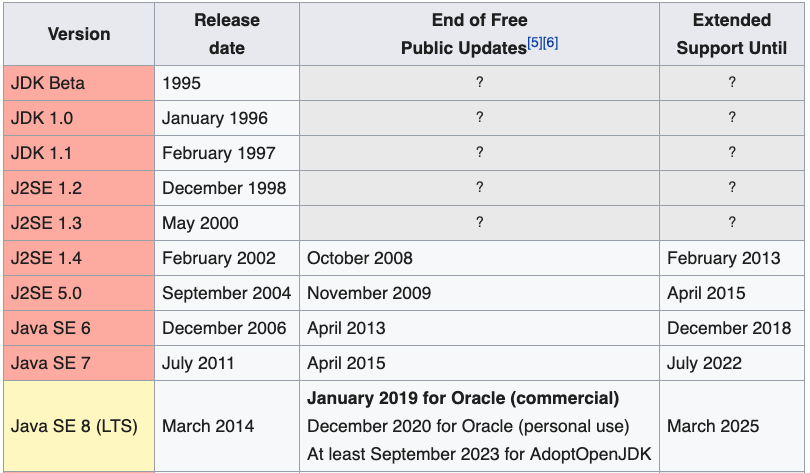 Version Release date End of Free Public Updates[5][6] Extended Support Until
JDK Beta 1995 ? ?
JDK 1.0 January 1996 ? ?
JDK 1.1 February 1997 ? ?
J2SE 1.2 December 1998 ? ?
J2SE 1.3 May 2000 ? ?
J2SE 1.4 February 2002 October 2008 February 2013
J2SE 5.0 September 2004 November 2009 April 2015
Java SE 6 December 2006 April 2013 December 2018
Java SE 7 July 2011 April 2015 July 2022
Java SE 8 (LTS) March 2014 January 2019 for Oracle (commercial)
December 2020 for Oracle (personal use)
At least September 2023 for AdoptOpenJDK March 2025